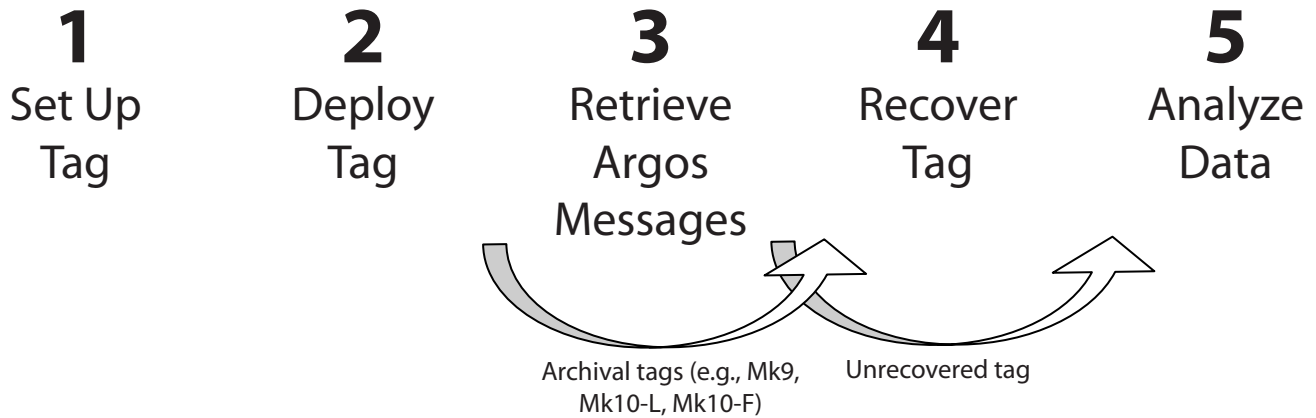 1
Set Up
Tag
2
Deploy
Tag
3
Retrieve
Argos
Messages
4
Recover
Tag
5
Analyze
Data
Archival tags (e.g., Mk9,
Mk10-L, Mk10-F)
Unrecovered tag